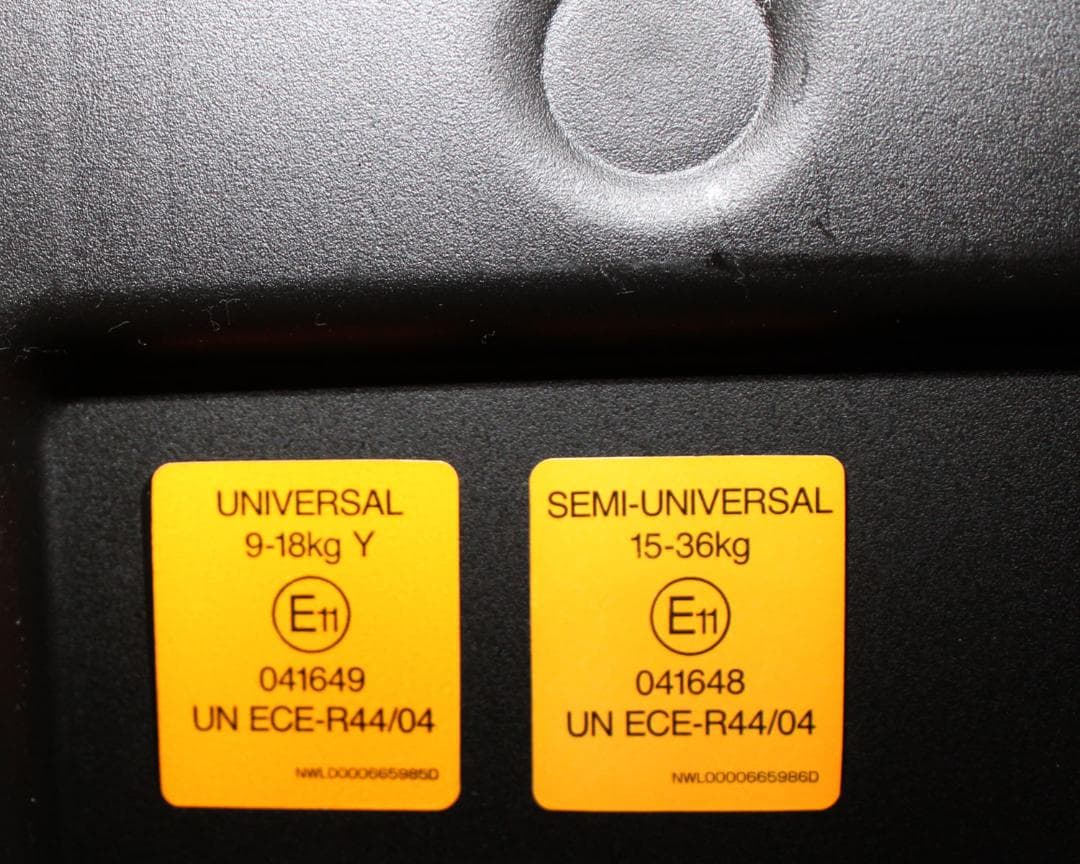 UNIVERSAL
9-18kg Y
E11
041649
UN ECE-R44/04
NWL0000665985D
SEMI-UNIVERSAL
15-36kg
E11
041648
UN ECE-R44/04
NWL0000665986D